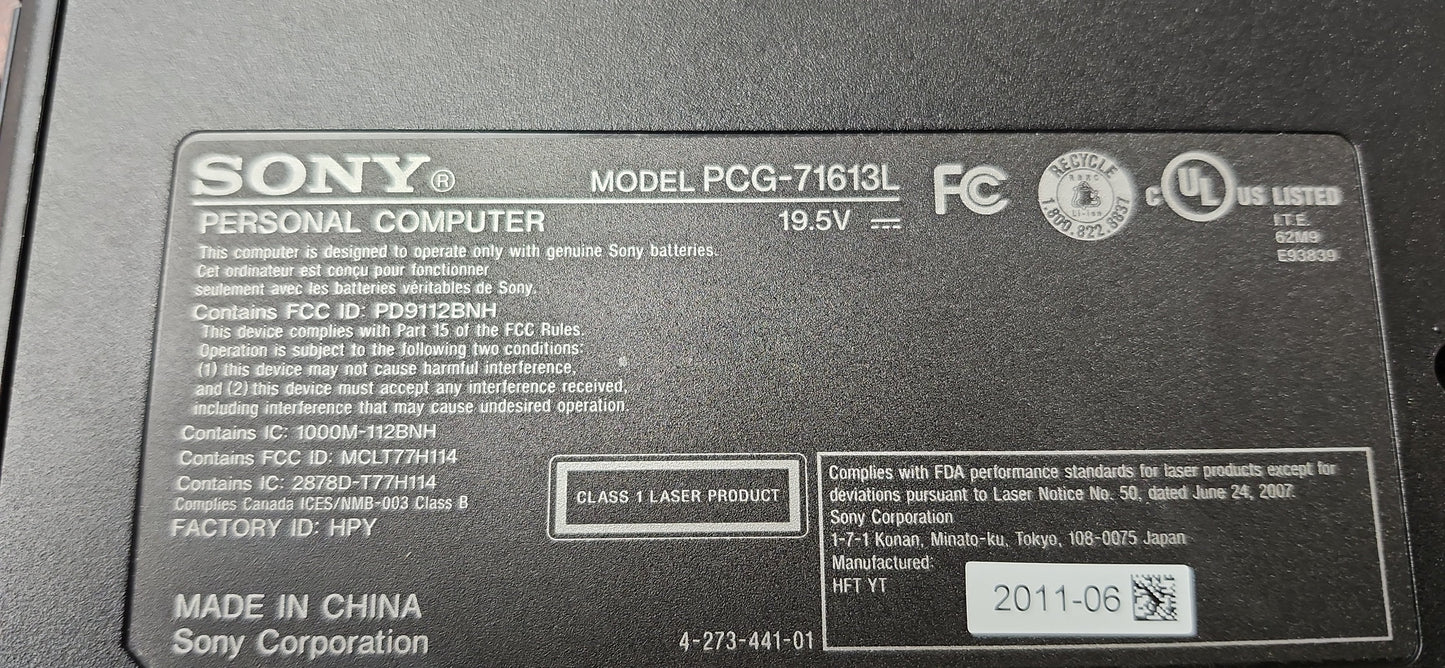 SONY®
MODEL PCG-71613L
PERSONAL COMPUTER
19.5V
This computer is designed to operate only with genuine Sony batteries.
Cet ordinateur est conçu pour fonctionner
seulement avec les batteries véritables de Sony.
Contains FCC ID: PD9112BNH
This device complies with Part 15 of the FCC Rules.
Operation is subject to the following two conditions:
(1) this device may not cause harmful interference,
and (2) this device must accept any interference received,
including interference that may cause undesired operation.
Contains IC: 1000M-112BNH
Contains FCC ID: MCLT77H114
Contains IC: 2878D-T77H114
Complies Canada ICES/NMB-003 Class B
FACTORY ID: HPY
MADE IN CHINA
Sony Corporation
FC
RECYCLE
RBRC
Li-ion
1.800.822.8837
C UL US LISTED
I.T.E.
62M9
E93839
CLASS 1 LASER PRODUCT
4-273-441-01
Complies with FDA performance standards for laser products except for
deviations pursuant to Laser Notice No. 50, dated June 24, 2007.
Sony Corporation
1-7-1 Konan, Minato-ku, Tokyo, 108-0075 Japan
Manufactured:
HFT YT
2011-06